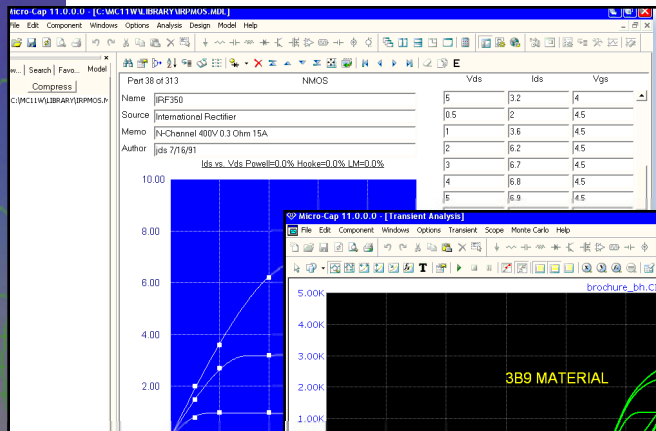 Micro-Cap 11.0.0.0 - [C:\MC11W\LIBRARY\IRPMOS.MDL]
File Edit Component Windows Options Analysis Design Model Help
Search Favo... Model
Compress
C:\MC11W\LIBRARY\IRPMOS.M
Part 38 of 313 NMOS
Name IRF350
Source International Rectifier
Memo N-Channel 400V 0.3 Ohm 15A
Author jds 7/16/91
Vds Ids Vgs
5 3.2 4
0.5 2 4.5
1 3.6 4.5
2 6.2 4.5
3 6.7 4.5
4 6.8 4.5
5 6.9 4.5
Ids vs. Vds Powell=0.0% Hooke=0.0% LM=0.0%
10.00
8.00
6.00
4.00
2.00
Micro-Cap 11.0.0.0 - [Transient Analysis]
File Edit Component Windows Options Transient Scope Monte Carlo Help
brochure_bh.CI
5.00K
4.00K
3.00K
2.00K
1.00K
3B9 MATERIAL